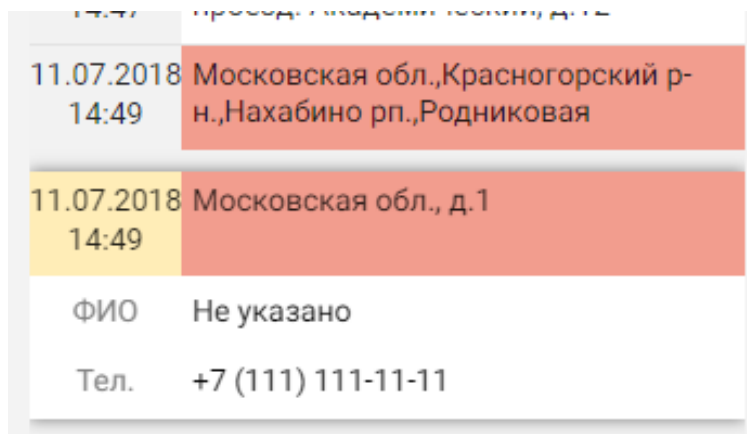 11.07.2018 Московская обл.,Красногорский р-
14:49 н.,Нахабино рп.,Родниковая
11.07.2018 Московская обл., д.1
14:49
ФИО Не указано
Тел. +7 (111) 111-11-11